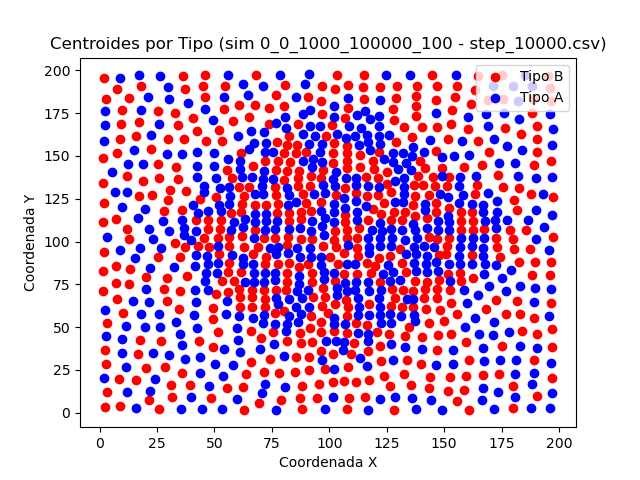 Centroides por Tipo (sim 0_0_1000_100000_100 - step_10000.csv)
Tipo B
Tipo A
200
175
150
125
100
75
50
25
0
Coordenada Y
0 25 50 75 100 125 150 175 200
Coordenada X